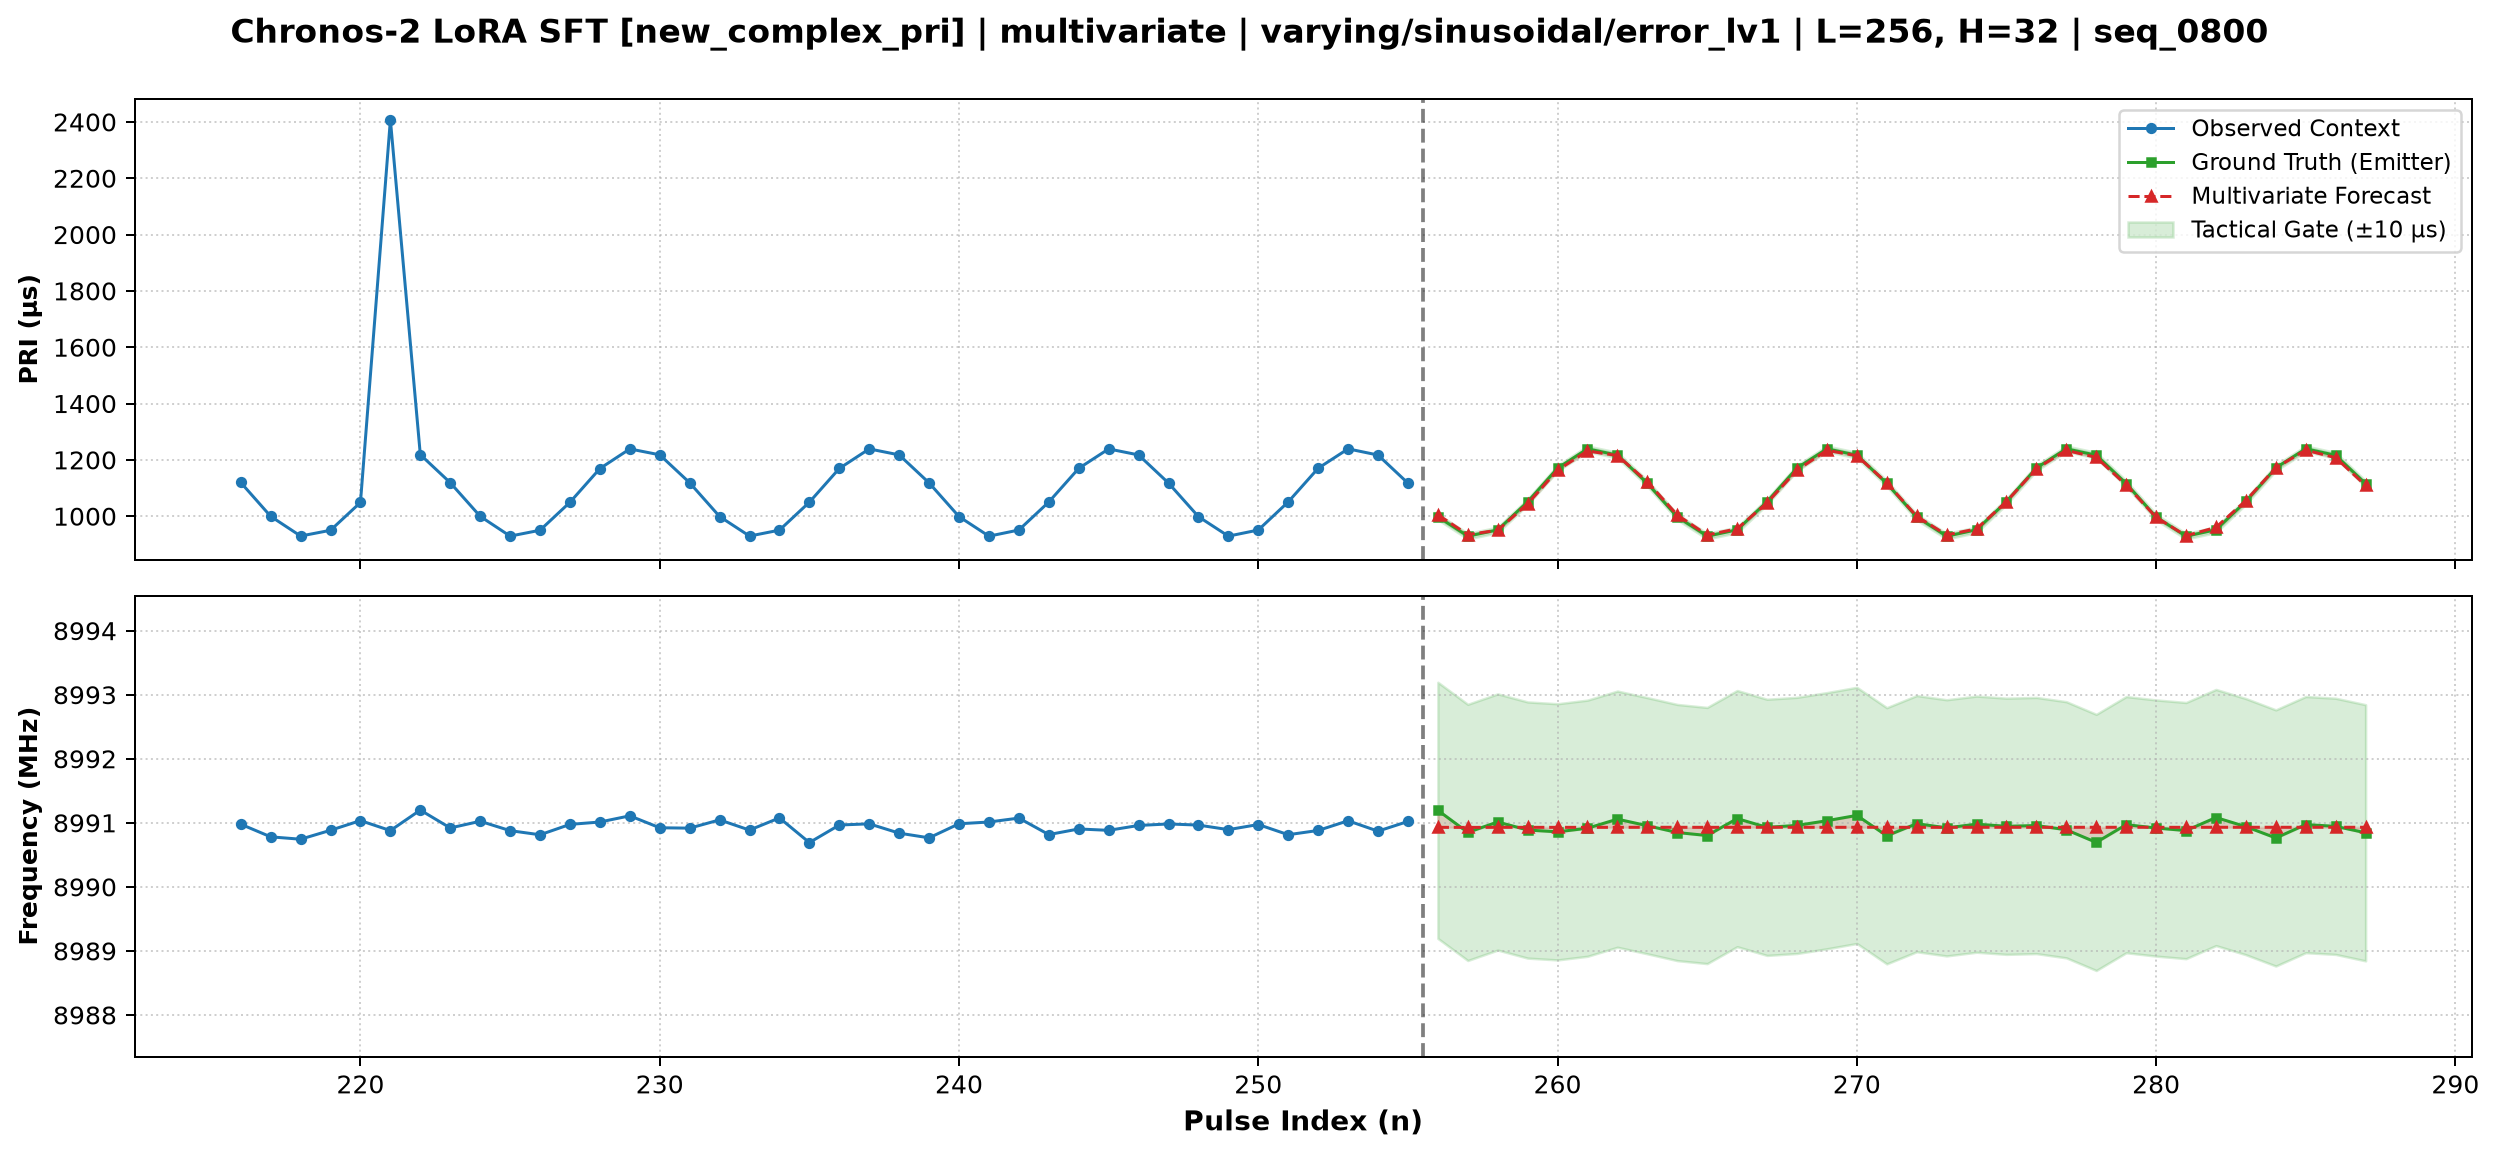 Chronos-2 LoRA SFT [new_complex_pri] | multivariate | varying/sinusoidal/error_lv1 | L=256, H=32 | seq_0800
PRI (µs)
2400
2200
2000
1800
1600
1400
1200
1000
Observed Context
Ground Truth (Emitter)
Multivariate Forecast
Tactical Gate (±10 µs)
Frequency (MHz)
8994
8993
8992
8991
8990
8989
8988
220 230 240 250 260 270 280 290
Pulse Index (n)